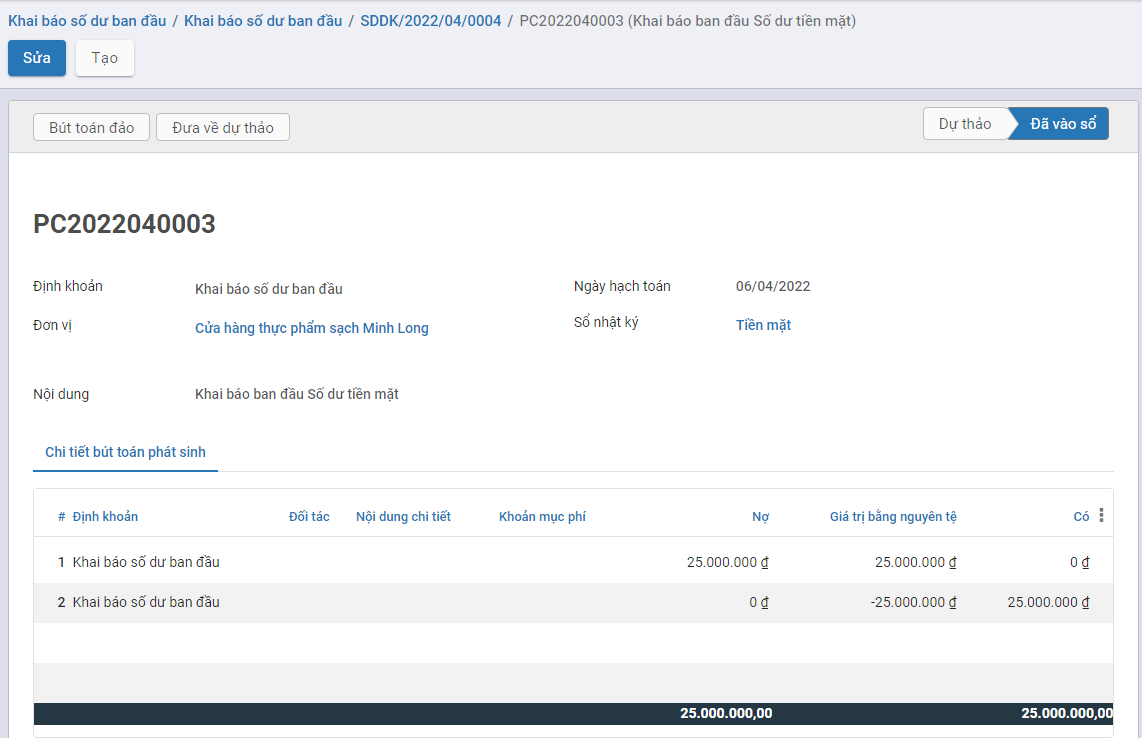 Khai báo số dư ban đầu / Khai báo số dư ban đầu / SDDK/2022/04/0004 / PC2022040003 (Khai báo ban đầu Số dư tiền mặt)
Sửa Tạo
Bút toán đảo Đưa về dự thảo Dự thảo Đã vào sổ
PC2022040003
Định khoản Khai báo số dư ban đầu Ngày hạch toán 06/04/2022
Đơn vị Cửa hàng thực phẩm sạch Minh Long Sổ nhật ký Tiền mặt
Nội dung Khai báo ban đầu Số dư tiền mặt
Chi tiết bút toán phát sinh
# Định khoản Đối tác Nội dung chi tiết Khoản mục phí Nợ Giá trị bằng nguyên tệ Có
1 Khai báo số dư ban đầu 25.000.000 ₫ 25.000.000 ₫ 0 ₫
2 Khai báo số dư ban đầu 0 ₫ -25.000.000 ₫ 25.000.000 ₫
25.000.000,00 25.000.000,00